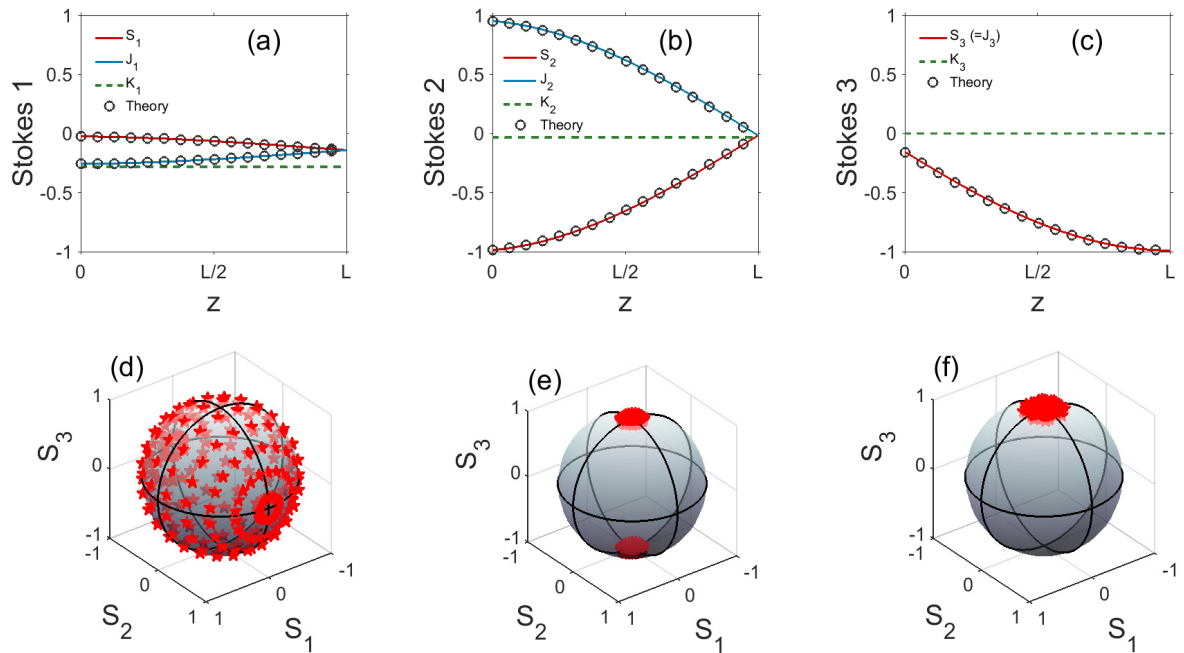 (a)
Stokes 1
1
0.5
0
-0.5
-1
S1
J1
K1
Theory
0 L/2 L
z
(b)
Stokes 2
1
0.5
0
-0.5
-1
S2
J2
K2
Theory
0 L/2 L
z
(c)
Stokes 3
1
0.5
0
-0.5
-1
S3 (=J3)
K3
Theory
0 L/2 L
z
(d)
S3
1
0
-1
-1
0
1
1
0
-1
S2
S1
(e)
S3
1
0
-1
-1
0
1
1
0
-1
S2
S1
(f)
S3
1
0
-1
-1
0
1
1
0
-1
S2
S1